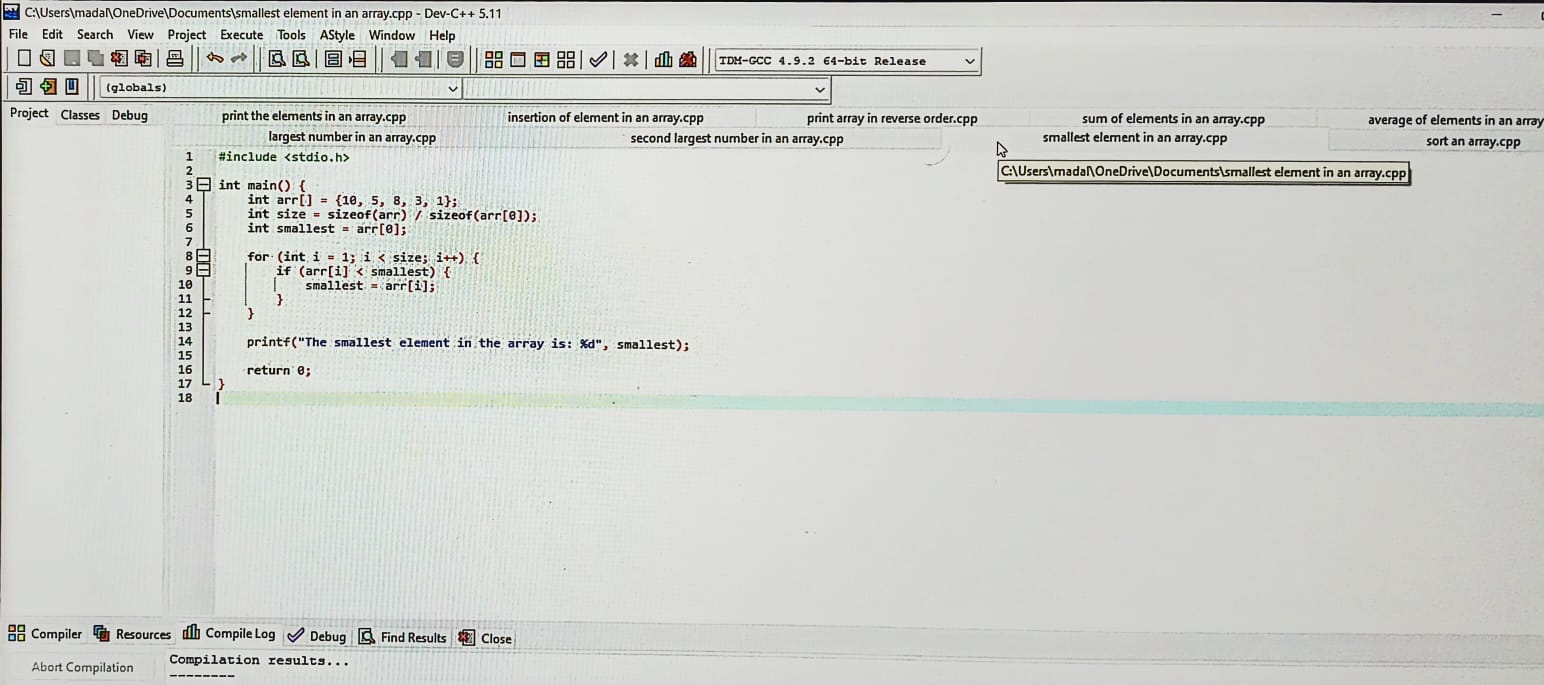 C:\Users\madal\OneDrive\Documents\smallest element in an array.cpp - Dev-C++ 5.11
File Edit Search View Project Execute Tools AStyle Window Help
TDM-GCC 4.9.2 64-bit Release
(globals)
Project Classes Debug
print the elements in an array.cpp insertion of element in an array.cpp print array in reverse order.cpp sum of elements in an array.cpp average of elements in an array
largest number in an array.cpp second largest number in an array.cpp smallest element in an array.cpp sort an array.cpp
C:\Users\madal\OneDrive\Documents\smallest element in an array.cpp
1 #include <stdio.h>
2
3 int main() {
4 int arr[] = {10, 5, 8, 3, 1};
5 int size = sizeof(arr) / sizeof(arr[0]);
6 int smallest = arr[0];
7
8 for (int i = 1; i < size; i++) {
9 if (arr[i] < smallest) {
10 smallest = arr[i];
11 }
12 }
13
14 printf("The smallest element in the array is: %d", smallest);
15
16 return 0;
17 }
18
Compiler Resources Compile Log Debug Find Results Close
Abort Compilation
Compilation results...
--------